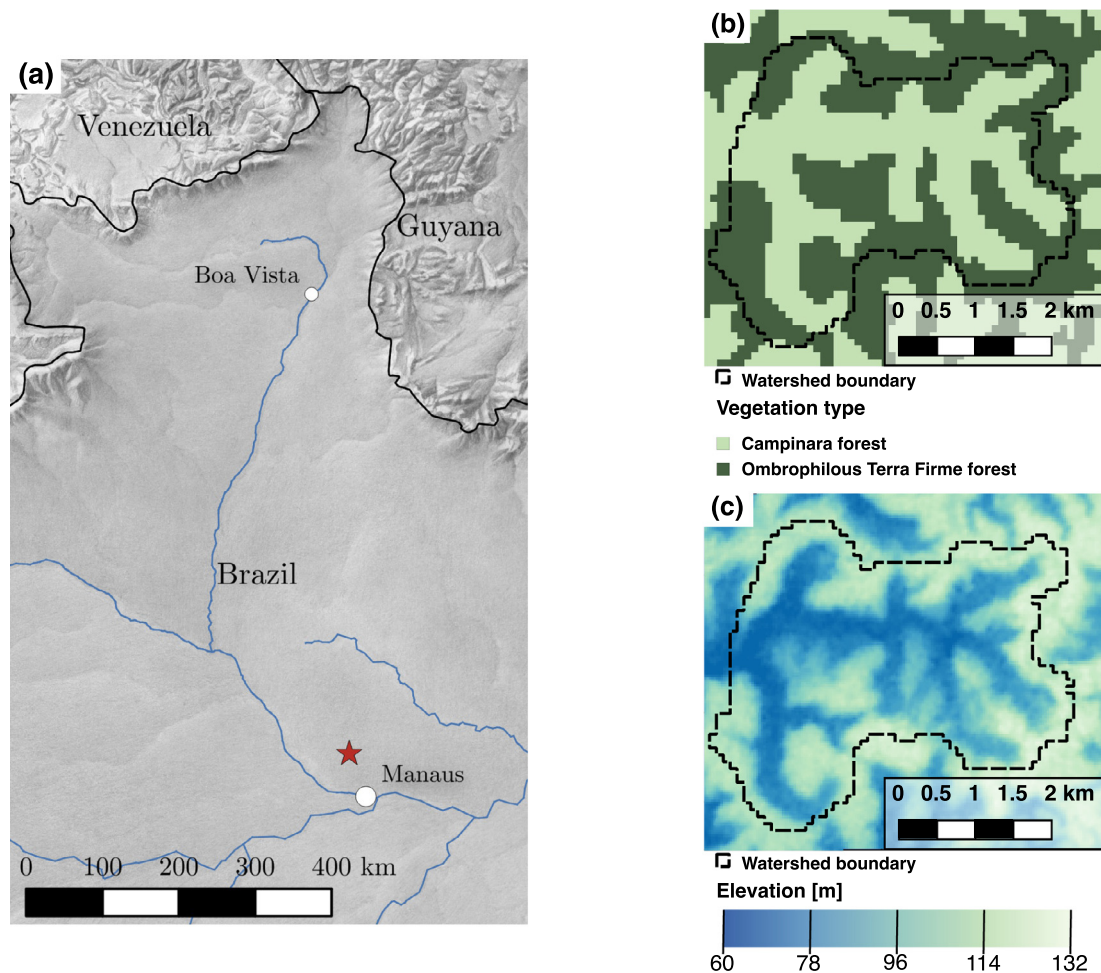 (a)
Venezuela
Guyana
Boa Vista
Brazil
Manaus
0 100 200 300 400 km
(b)
0 0.5 1 1.5 2 km
Watershed boundary
Vegetation type
Campinara forest
Ombrophilous Terra Firme forest
(c)
0 0.5 1 1.5 2 km
Watershed boundary
Elevation [m]
60 78 96 114 132